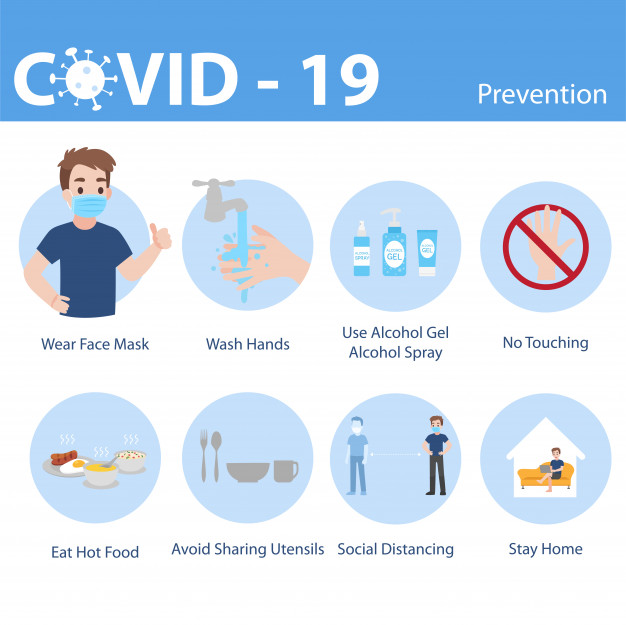 COVID - 19
Prevention
Wear Face Mask
Wash Hands
ALCOHOL
SPRAY
ALCOHOL
GEL
ALCOHOL
GEL
Use Alcohol Gel
Alcohol Spray
No Touching
Eat Hot Food
Avoid Sharing Utensils
Social Distancing
Stay Home